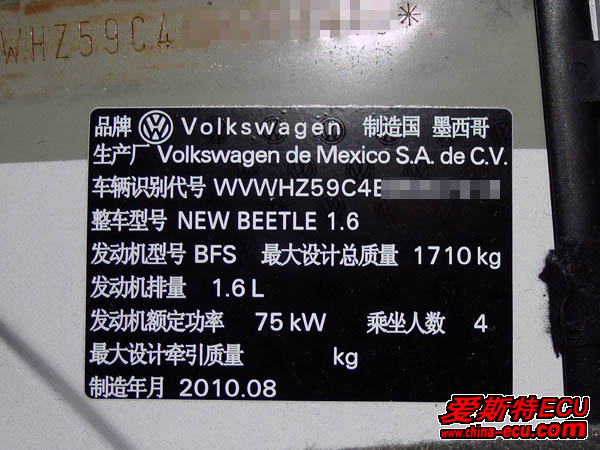 WHZ59C4 *
品牌 VW Volkswagen 制造国 墨西哥
生产厂 Volkswagen de Mexico S.A. de C.V.
车辆识别代号 WVWHZ59C4E
整车型号 NEW BEETLE 1.6
发动机型号 BFS 最大设计总质量 1710 kg
发动机排量 1.6 L
发动机额定功率 75 kW 乘坐人数 4
最大设计牵引质量 kg
制造年月 2010.08
爱斯特ECU
www.china-ecu.com